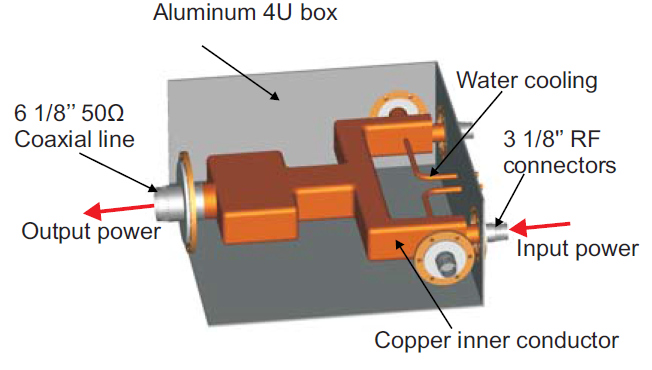 Aluminum 4U box
Water cooling
6 1/8’’ 50Ω
Coaxial line
3 1/8" RF
connectors
Output power
Input power
Copper inner conductor